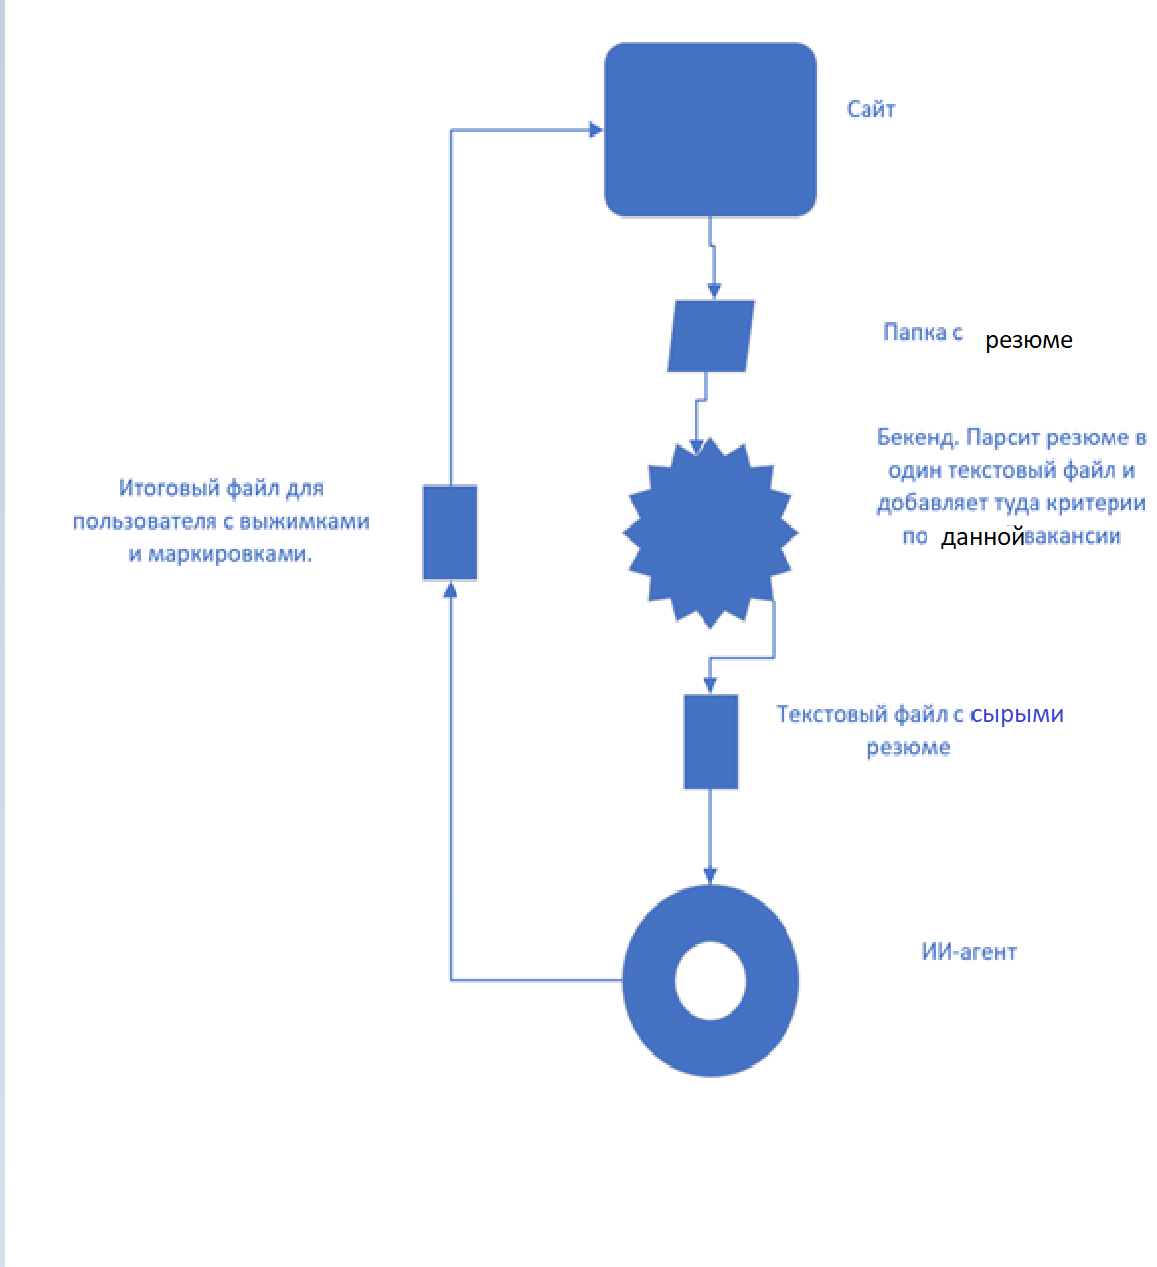 Сайт
Папка с резюме
Бекенд. Парсит резюме в
один текстовый файл и
добавляет туда критерии
по данной вакансии
Итоговый файл для
пользователя с выжимками
и маркировками.
Текстовый файл с сырыми
резюме
ИИ-агент